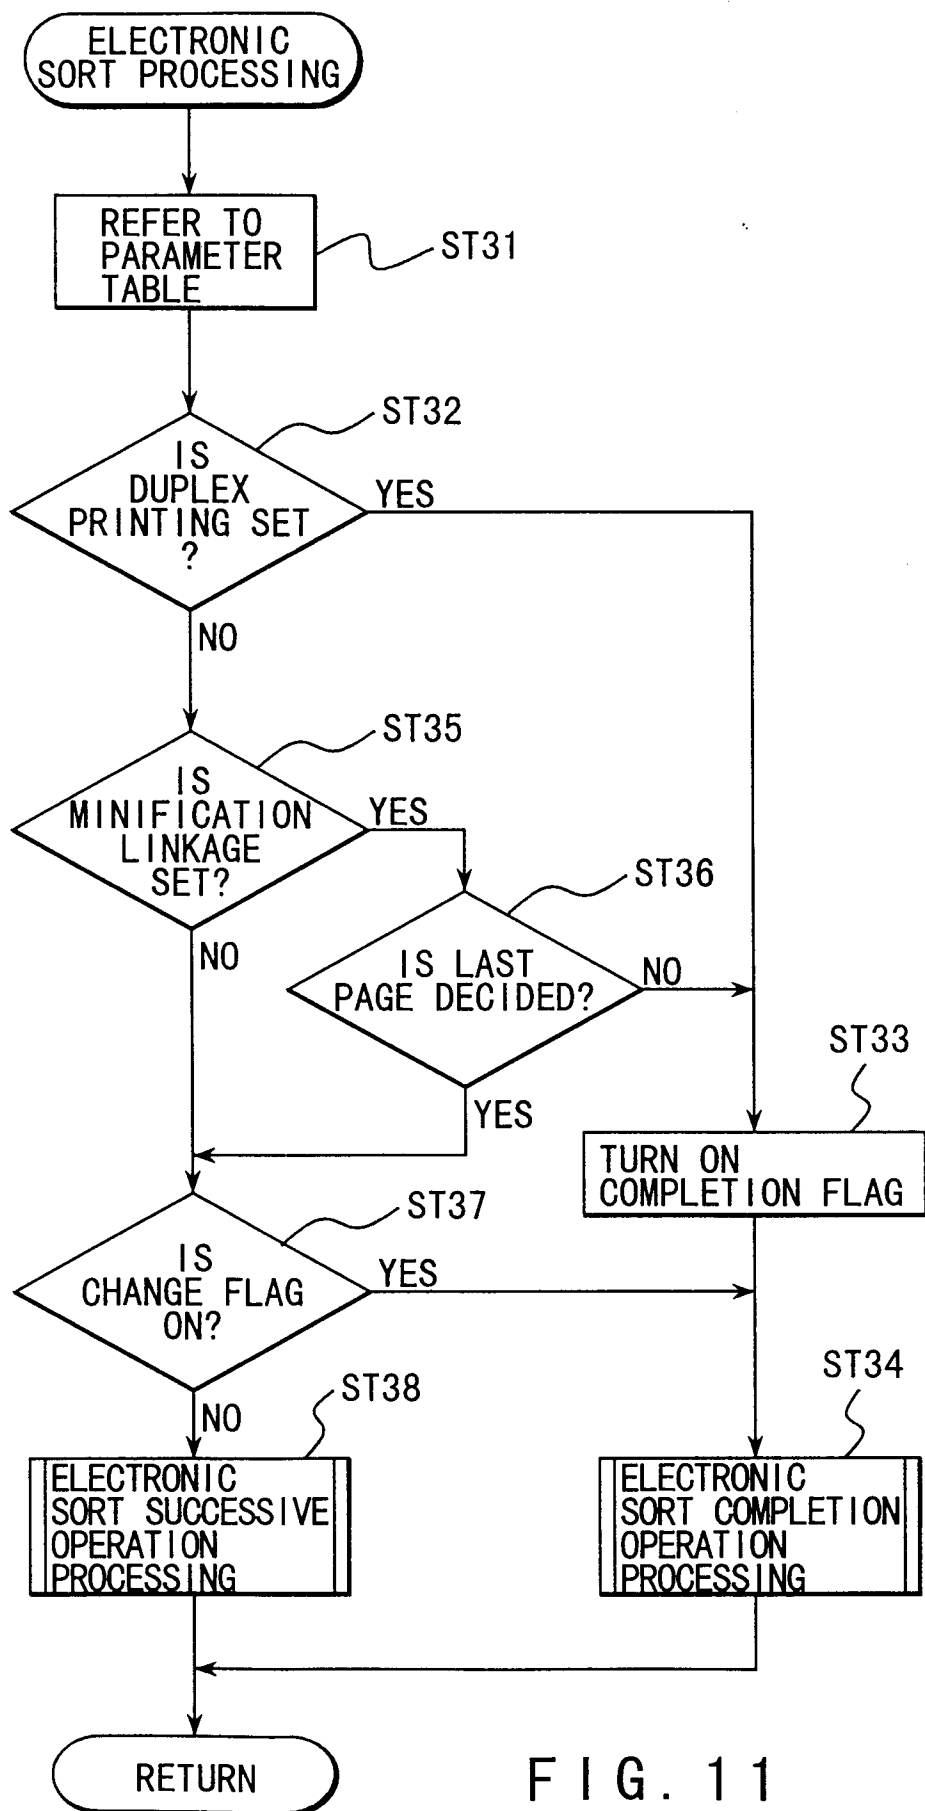 ELECTRONIC
SORT PROCESSING
REFER TO
PARAMETER
TABLE
ST31
ST32
IS
DUPLEX
PRINTING SET
?
YES
NO
ST35
IS
MINIFICATION
LINKAGE
SET?
YES
NO
ST36
IS LAST
PAGE DECIDED?
NO
YES
ST33
TURN ON
COMPLETION FLAG
ST37
IS
CHANGE FLAG
ON?
YES
NO
ST38
ELECTRONIC
SORT SUCCESSIVE
OPERATION
PROCESSING
ST34
ELECTRONIC
SORT COMPLETION
OPERATION
PROCESSING
RETURN
FIG. 11